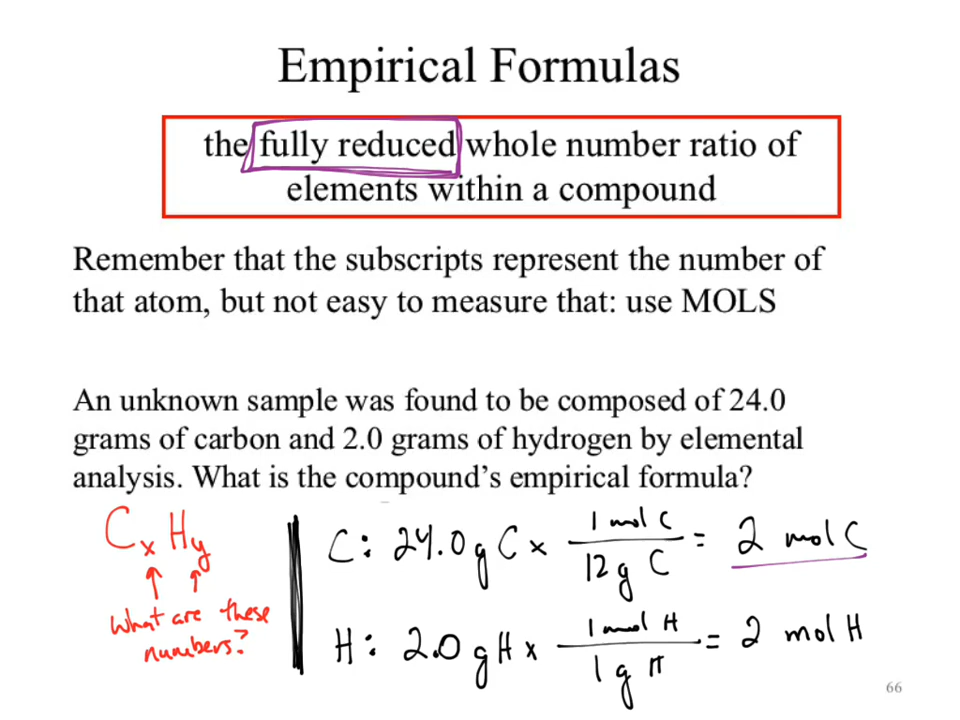 Empirical Formulas
the fully reduced whole number ratio of
elements within a compound
Remember that the subscripts represent the number of
that atom, but not easy to measure that: use MOLS
An unknown sample was found to be composed of 24.0
grams of carbon and 2.0 grams of hydrogen by elemental
analysis. What is the compound’s empirical formula?
CxHy
What are these
numbers?
C: 24.0 g C x 1 mol C / 12 g C = 2 mol C
H: 2.0 g H x 1 mol H / 1 g H = 2 mol H
66